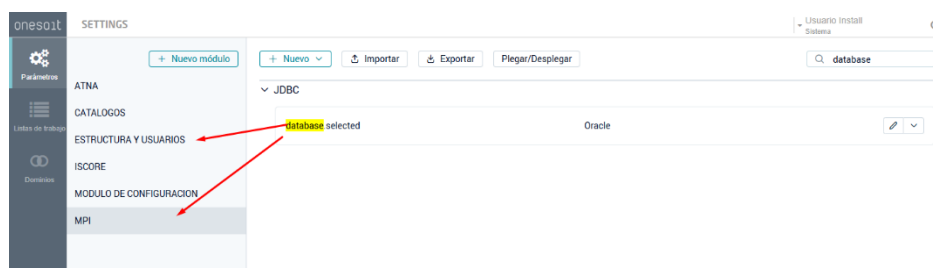 onesait SETTINGS
Usuario Install
Sistema
Parámetros
Listas de trabajo
Dominios
+ Nuevo módulo
ATNA
CATALOGOS
ESTRUCTURA Y USUARIOS
ISCORE
MODULO DE CONFIGURACION
MPI
+ Nuevo Importar Exportar Plegar/Desplegar database
JDBC
database.selected Oracle